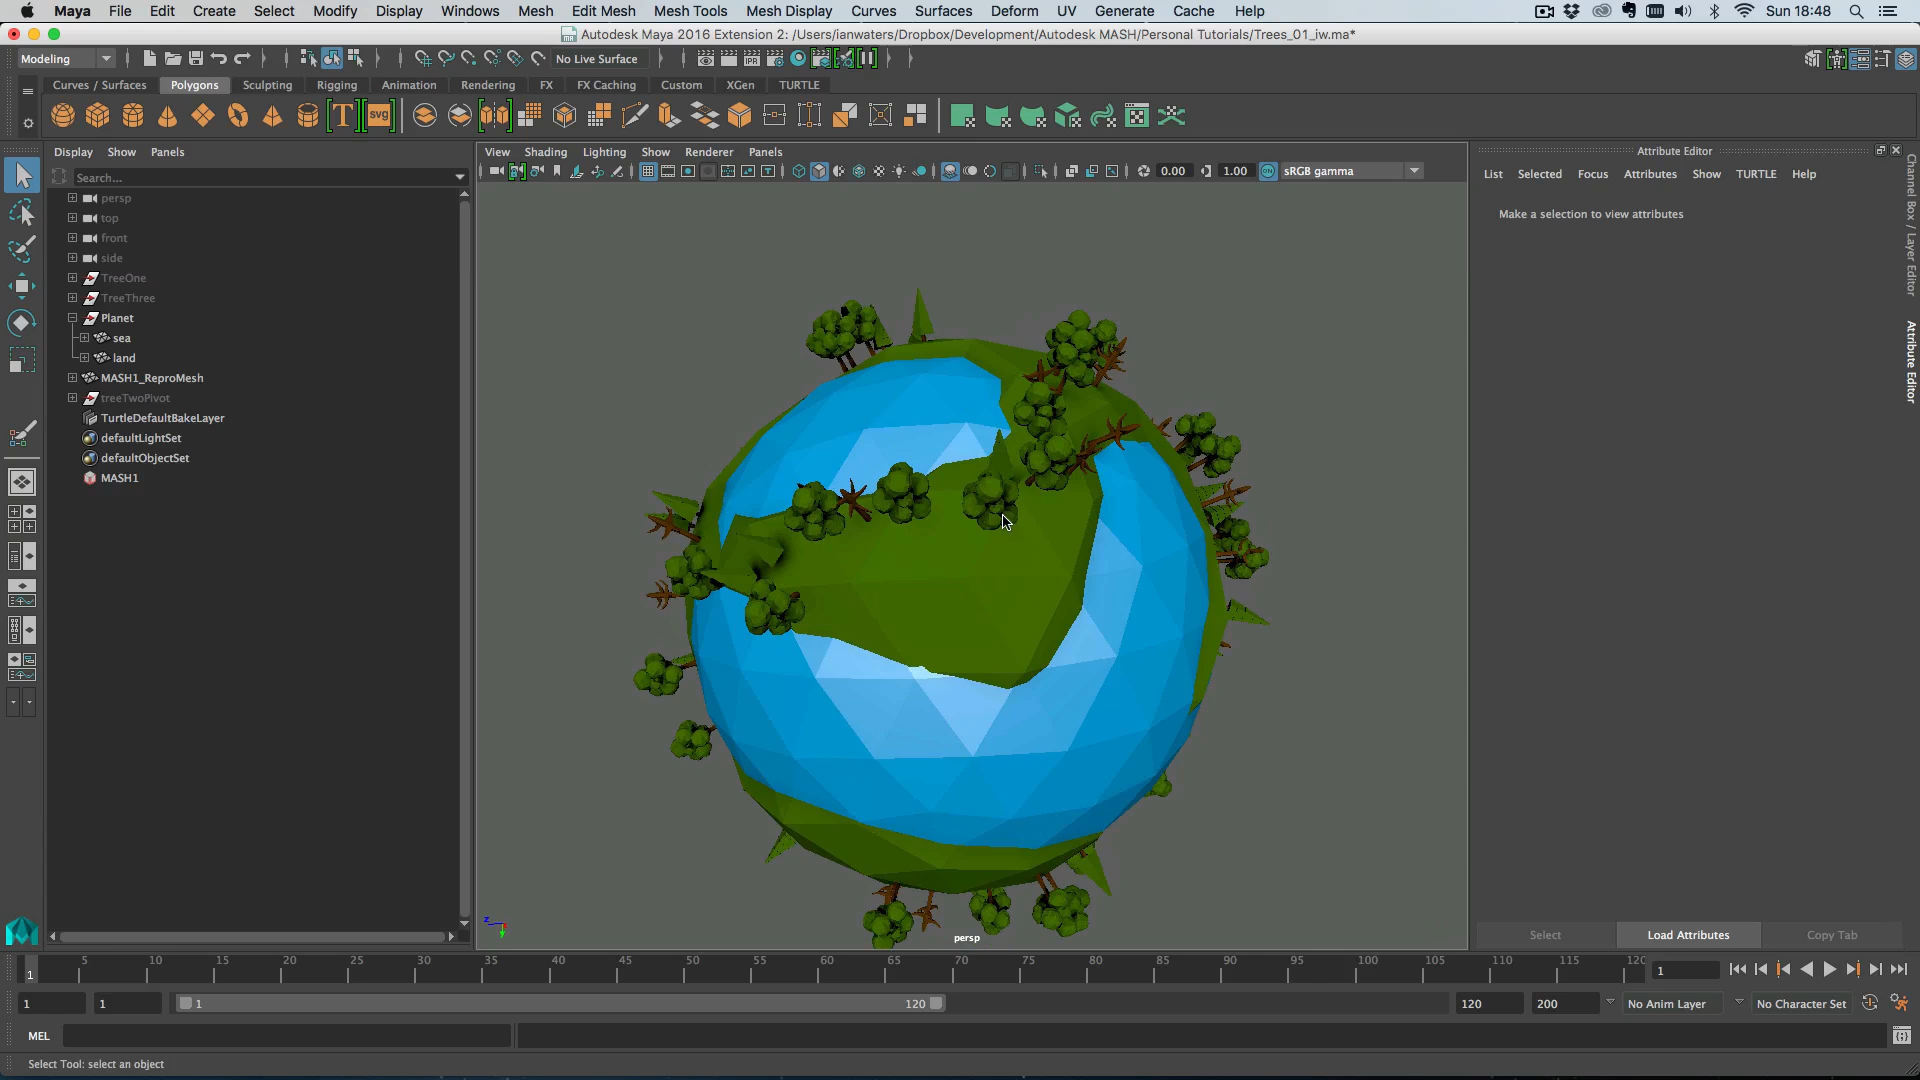 Maya File Edit Create Select Modify Display Windows Mesh Edit Mesh Mesh Tools Mesh Display Curves Surfaces Deform UV Generate Cache Help Sun 18:48
Autodesk Maya 2016 Extension 2: /Users/ianwaters/Dropbox/Development/Autodesk MASH/Personal Tutorials/Trees_01_iw.ma*
Modeling No Live Surface IPR
Curves / Surfaces Polygons Sculpting Rigging Animation Rendering FX FX Caching Custom XGen TURTLE
T SVG
Display Show Panels
Search...
persp
top
front
side
TreeOne
TreeThree
Planet
sea
land
MASH1_ReproMesh
treeTwoPivot
TurtleDefaultBakeLayer
defaultLightSet
defaultObjectSet
MASH1
View Shading Lighting Show Renderer Panels
0.00 1.00 ON sRGB gamma
z
persp
Attribute Editor
List Selected Focus Attributes Show TURTLE Help
Make a selection to view attributes
Channel Box / Layer Editor
Attribute Editor
Select Load Attributes Copy Tab
1 5 10 15 20 25 30 35 40 45 50 55 60 65 70 75 80 85 90 95 100 105 110 115 120 1
1 1 1 120 120 200 No Anim Layer No Character Set
MEL
Select Tool: select an object